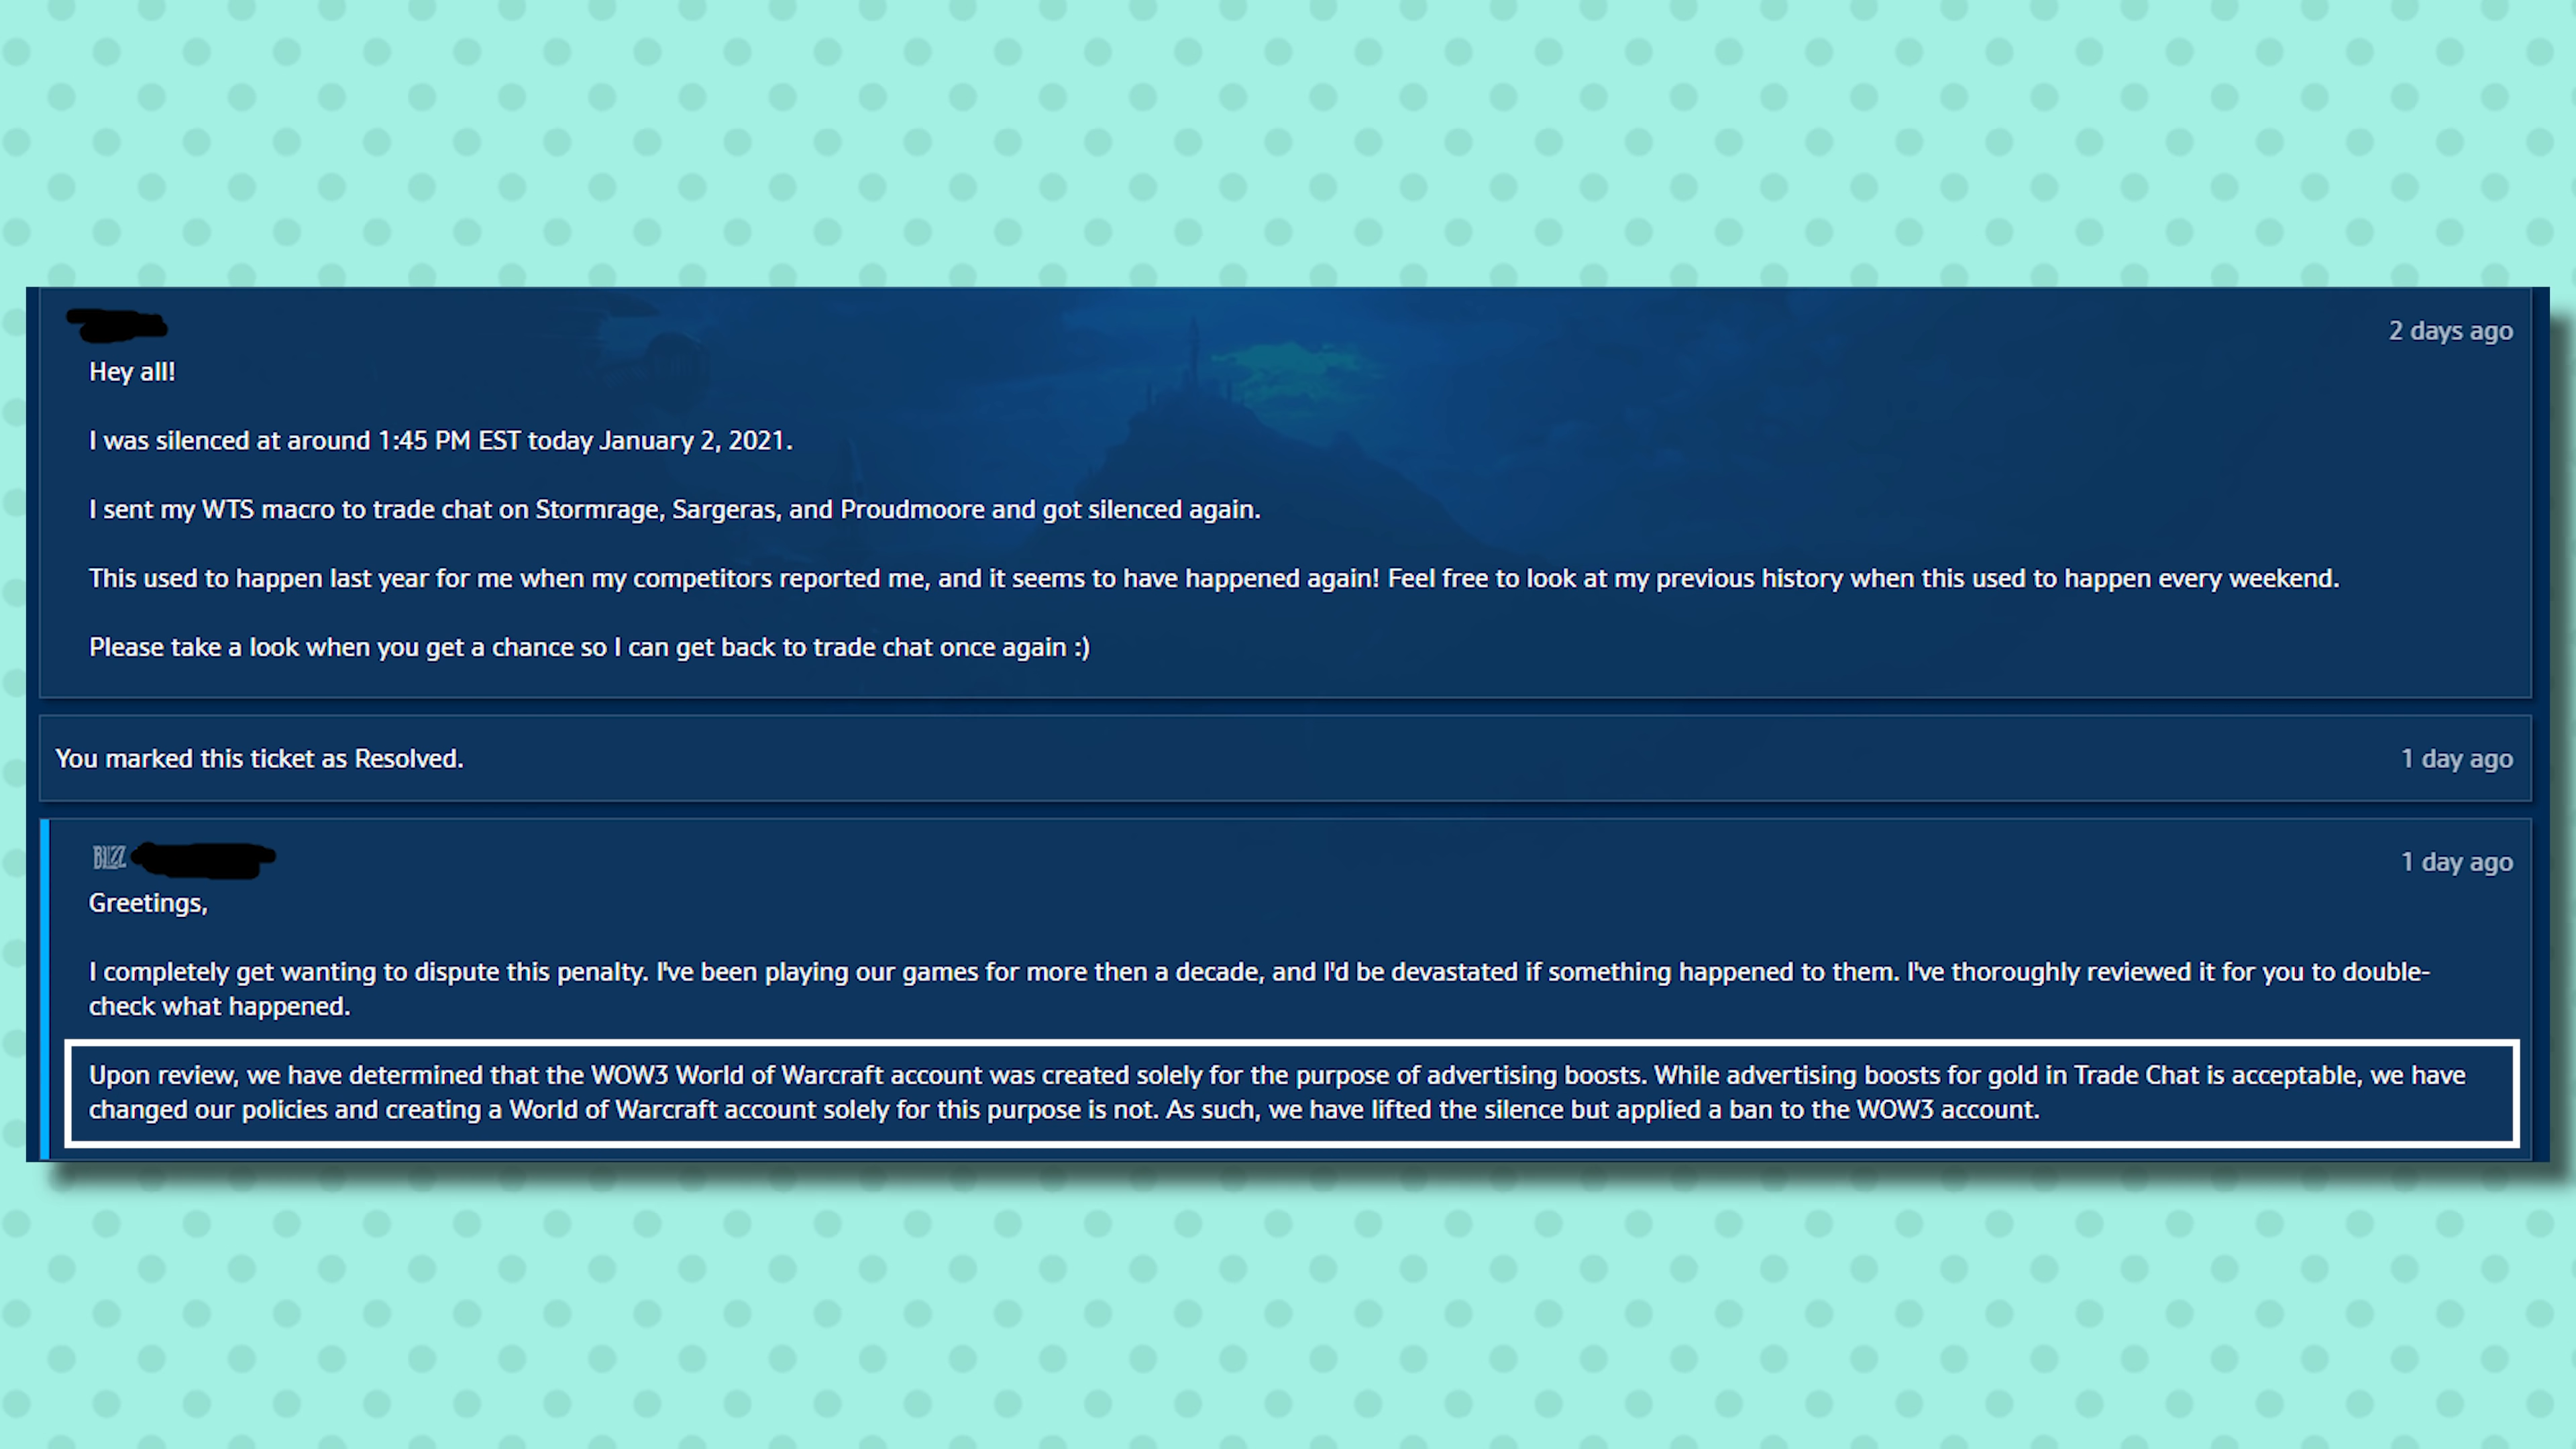 2 days ago
Hey all!
I was silenced at around 1:45 PM EST today January 2, 2021.
I sent my WTS macro to trade chat on Stormrage, Sargeras, and Proudmoore and got silenced again.
This used to happen last year for me when my competitors reported me, and it seems to have happened again! Feel free to look at my previous history when this used to happen every weekend.
Please take a look when you get a chance so I can get back to trade chat once again :)
You marked this ticket as Resolved.
1 day ago
BLIZZ
1 day ago
Greetings,
I completely get wanting to dispute this penalty. I've been playing our games for more then a decade, and I'd be devastated if something happened to them. I've thoroughly reviewed it for you to double-
check what happened.
Upon review, we have determined that the WOW3 World of Warcraft account was created solely for the purpose of advertising boosts. While advertising boosts for gold in Trade Chat is acceptable, we have
changed our policies and creating a World of Warcraft account solely for this purpose is not. As such, we have lifted the silence but applied a ban to the WOW3 account.